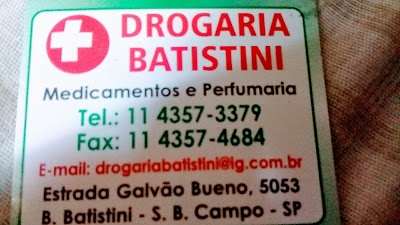 DROGARIA
BATISTINI
Medicamentos e Perfumaria
Tel.: 11 4357-3379
Fax: 11 4357-4684
E-mail: drogariabatistini@ig.com.br
Estrada Galvão Bueno, 5053
B. Batistini - S. B. Campo - SP